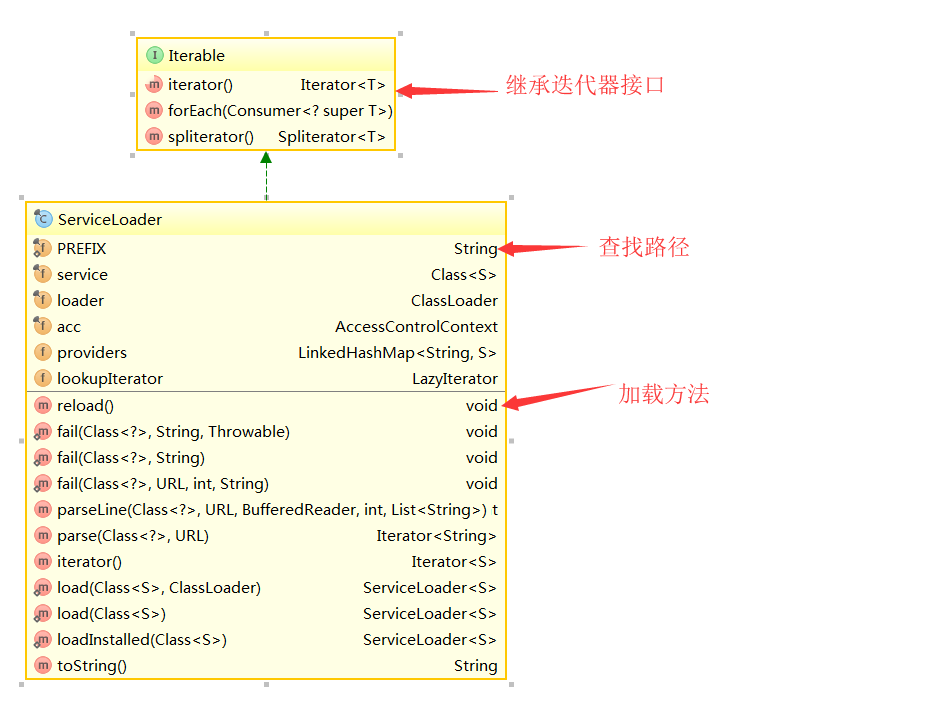 Iterable
iterator() Iterator<T>
继承迭代器接口
forEach(Consumer<? super T>)
spliterator() Spliterator<T>
ServiceLoader
PREFIX String
查找路径
service Class<S>
loader ClassLoader
acc AccessControlContext
providers LinkedHashMap<String, S>
lookupIterator LazyIterator
reload() void
加载方法
fail(Class<?>, String, Throwable) void
fail(Class<?>, String) void
fail(Class<?>, URL, int, String) void
parseLine(Class<?>, URL, BufferedReader, int, List<String>) t
parse(Class<?>, URL) Iterator<String>
iterator() Iterator<S>
load(Class<S>, ClassLoader) ServiceLoader<S>
load(Class<S>) ServiceLoader<S>
loadInstalled(Class<S>) ServiceLoader<S>
toString() String